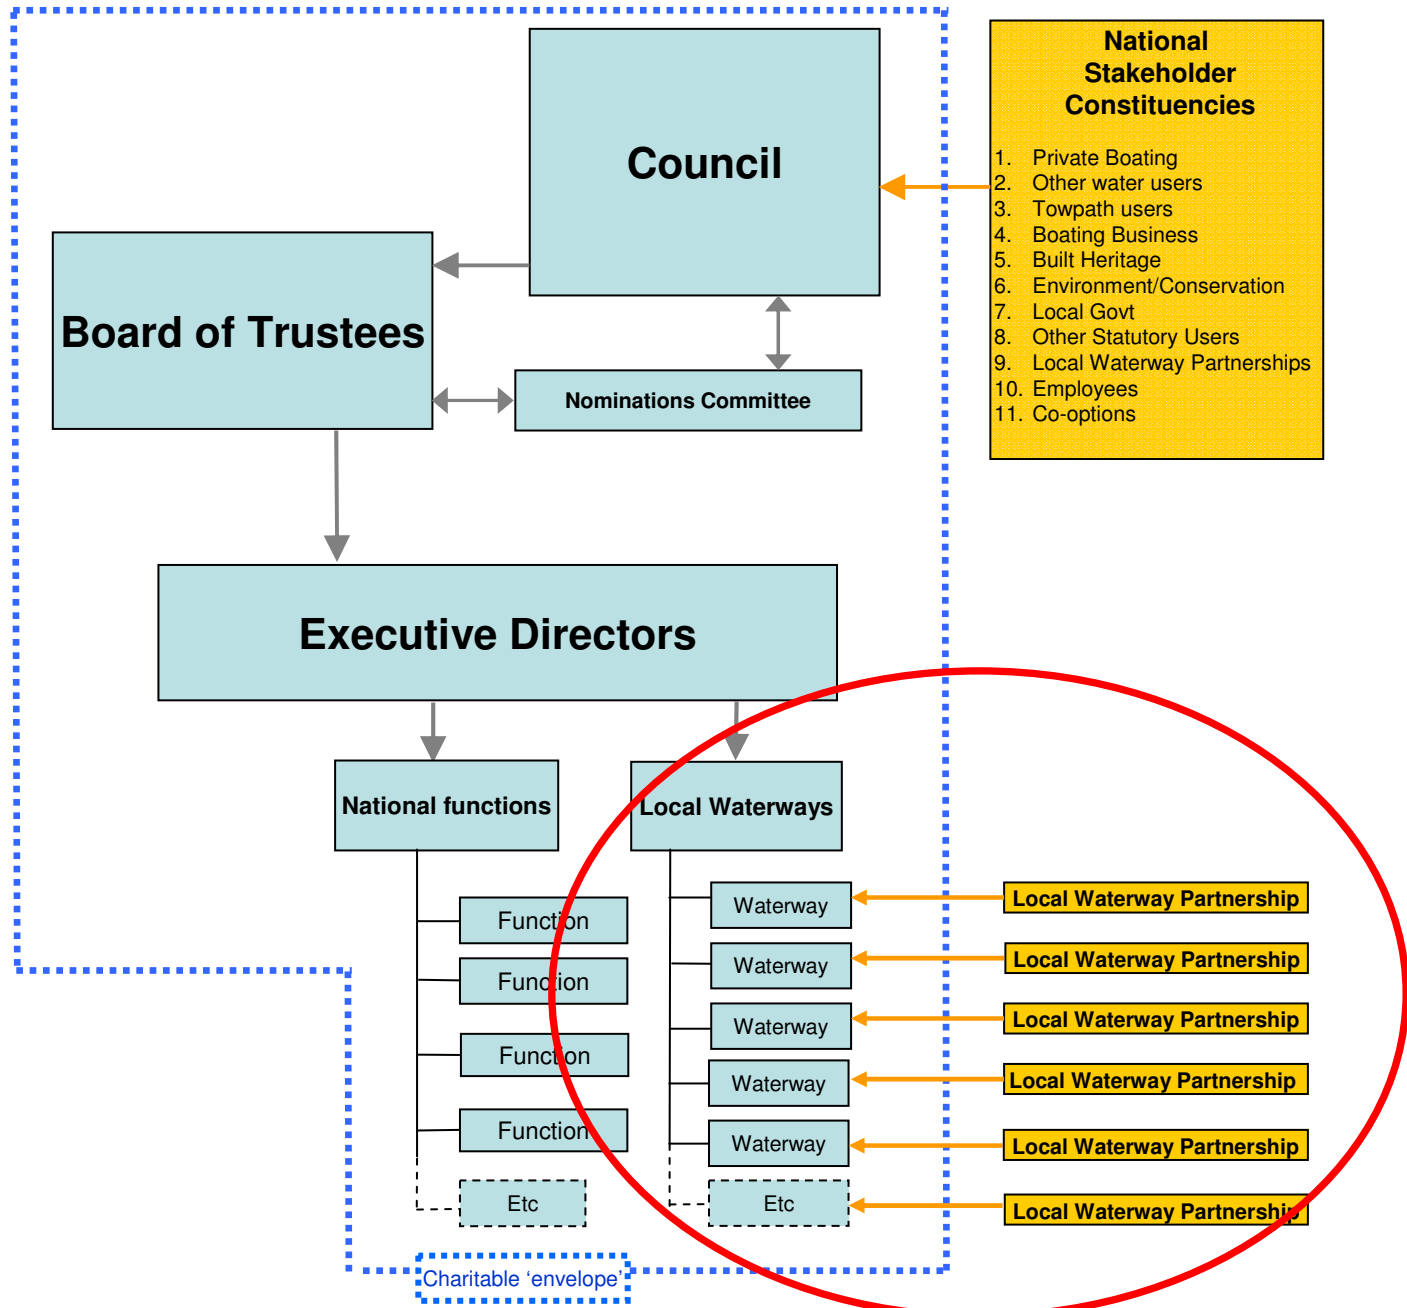 National
Stakeholder
Constituencies
1. Private Boating
2. Other water users
3. Towpath users
4. Boating Business
5. Built Heritage
6. Environment/Conservation
7. Local Govt
8. Other Statutory Users
9. Local Waterway Partnerships
10. Employees
11. Co-options
Council
Board of Trustees
Nominations Committee
Executive Directors
National functions
Local Waterways
Function
Function
Function
Function
Etc
Waterway
Waterway
Waterway
Waterway
Waterway
Etc
Local Waterway Partnership
Local Waterway Partnership
Local Waterway Partnership
Local Waterway Partnership
Local Waterway Partnership
Local Waterway Partnership
Charitable ‘envelope’